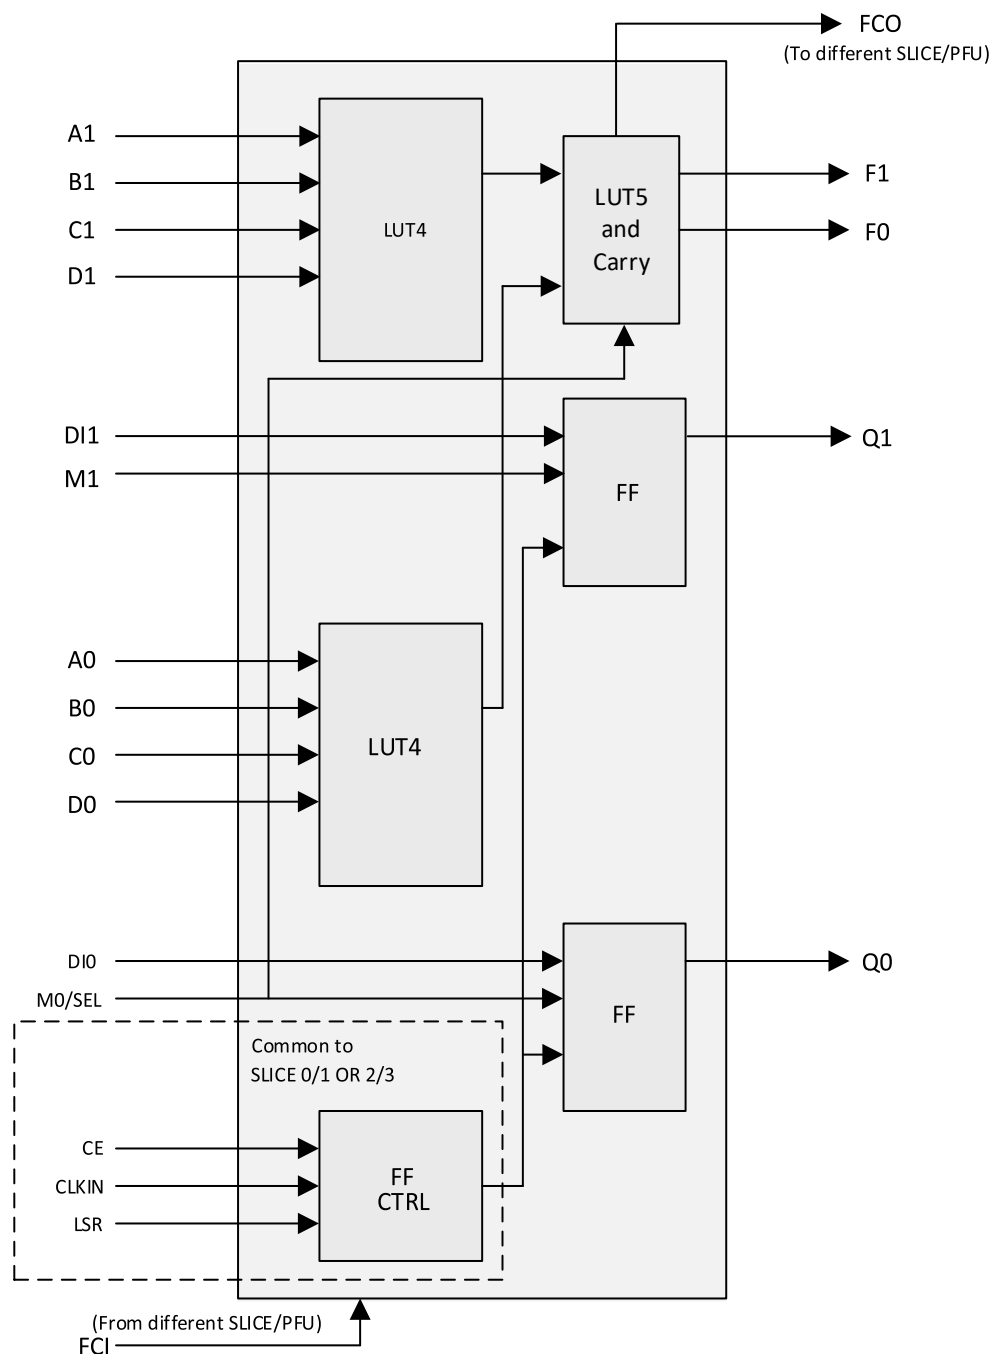 FCO
(To different SLICE/PFU)
A1
B1
C1
D1
LUT4
LUT5
and
Carry
F1
F0
DI1
M1
FF
Q1
A0
B0
C0
D0
LUT4
DI0
M0/SEL
FF
Q0
Common to
SLICE 0/1 OR 2/3
CE
CLKIN
LSR
FF
CTRL
(From different SLICE/PFU)
FCI